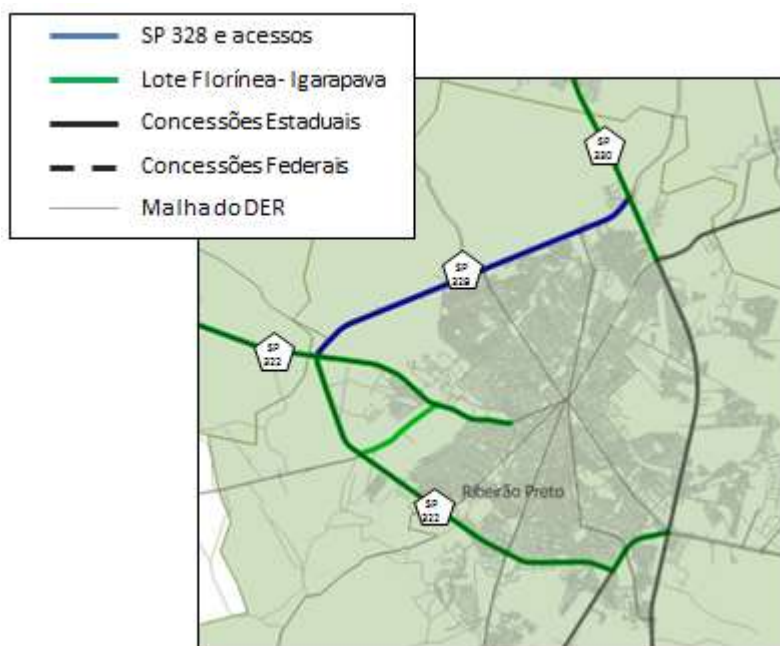 SP 328 e acessos
Lote Florínea- Igarapava
Concessões Estaduais
Concessões Federais
Malha do DER
SP
330
SP
328
SP
322
Ribeirão Preto
SP
322